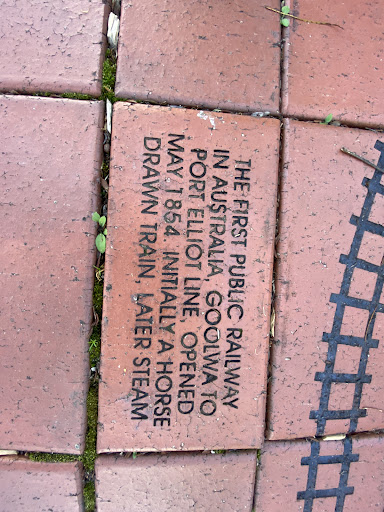 THE FIRST PUBLIC RAILWAY
IN AUSTRALIA, GOOLWA TO
PORT ELLIOT LINE, OPENED
MAY, 1854. INITIALLY A HORSE
DRAWN TRAIN, LATER STEAM